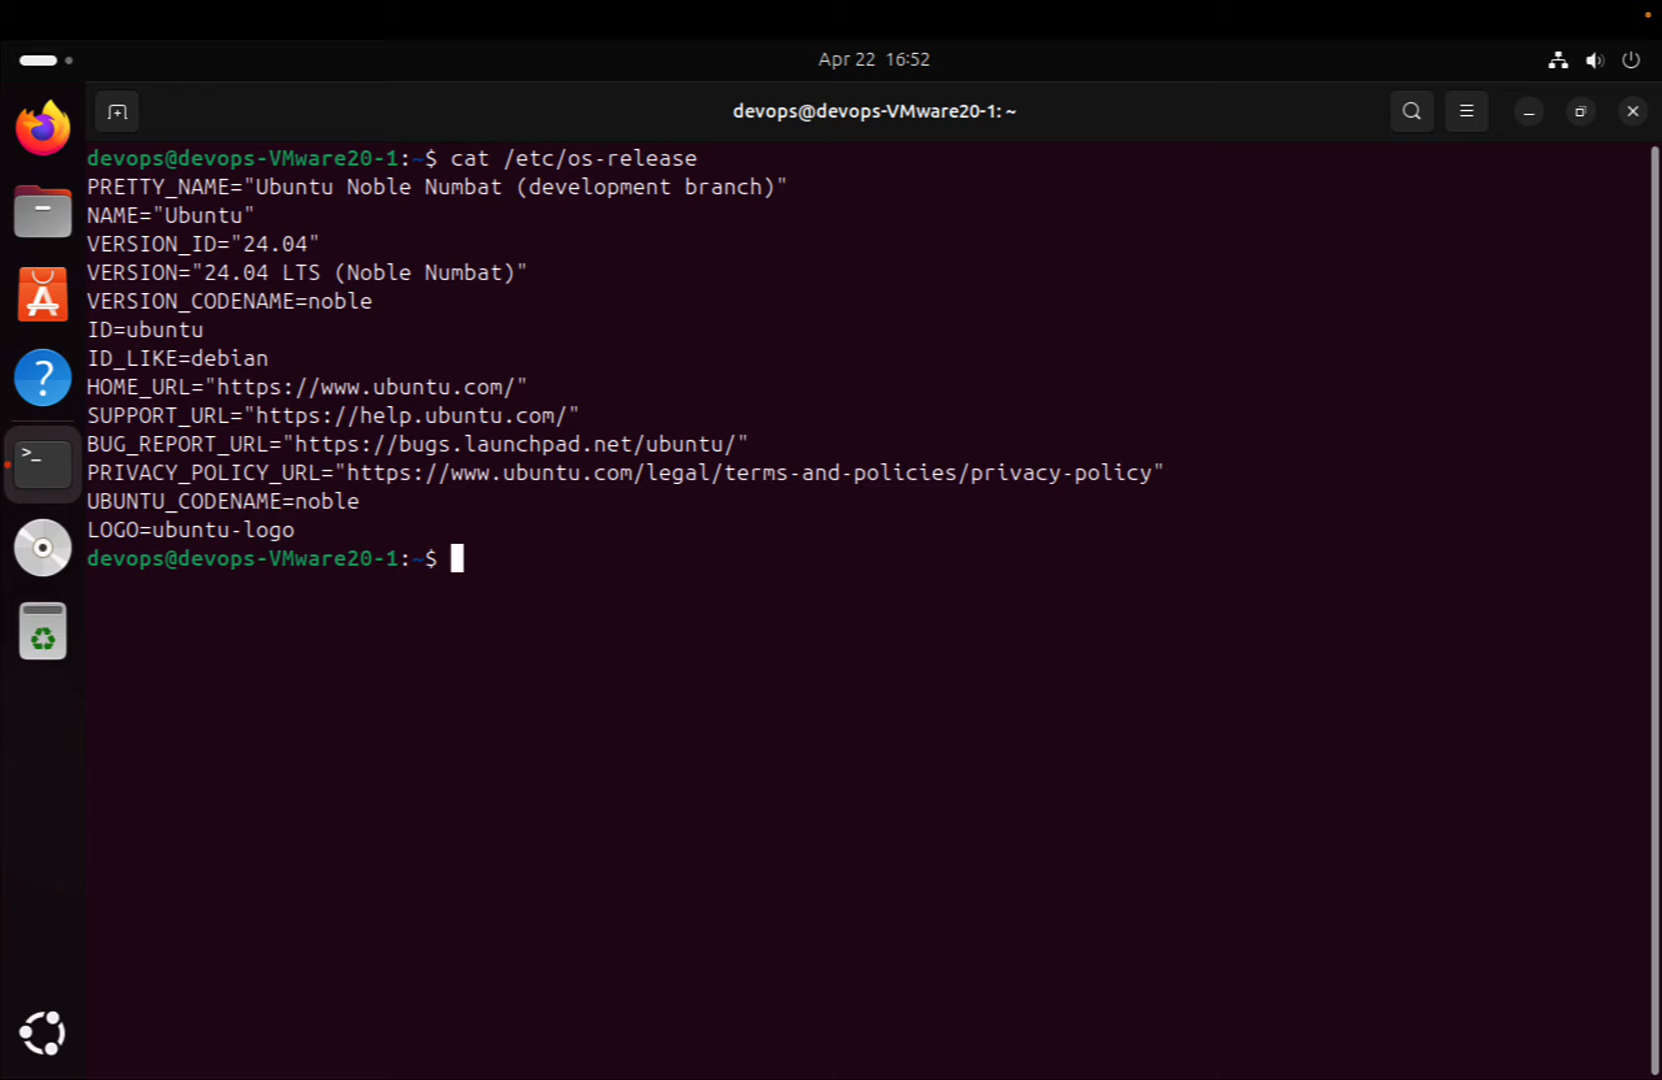 Apr 22 16:52
devops@devops-VMware20-1: ~
devops@devops-VMware20-1:~$ cat /etc/os-release
PRETTY_NAME="Ubuntu Noble Numbat (development branch)"
NAME="Ubuntu"
VERSION_ID="24.04"
VERSION="24.04 LTS (Noble Numbat)"
VERSION_CODENAME=noble
ID=ubuntu
ID_LIKE=debian
HOME_URL="https://www.ubuntu.com/"
SUPPORT_URL="https://help.ubuntu.com/"
BUG_REPORT_URL="https://bugs.launchpad.net/ubuntu/"
PRIVACY_POLICY_URL="https://www.ubuntu.com/legal/terms-and-policies/privacy-policy"
UBUNTU_CODENAME=noble
LOGO=ubuntu-logo
devops@devops-VMware20-1:~$